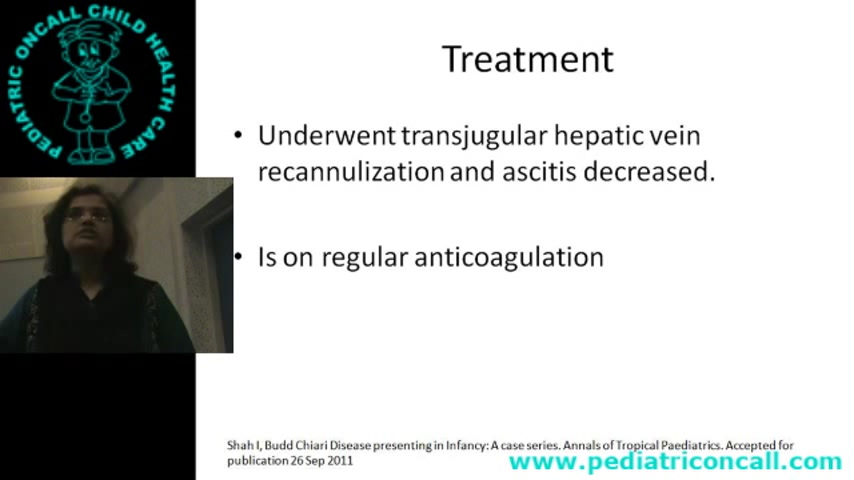 PEDIATRIC ONCALL CHILD HEALTH CARE
Treatment
• Underwent transjugular hepatic vein
recannulization and ascitis decreased.
• Is on regular anticoagulation
Shah I, Budd Chiari Disease presenting in Infancy: A case series. Annals of Tropical Paediatrics. Accepted for
publication 26 Sep 2011
www.pediatriconcall.com